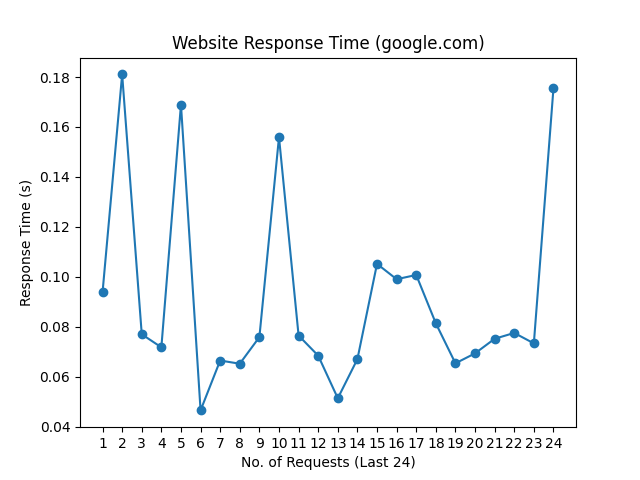 Website Response Time (google.com)
0.18
0.16
0.14
0.12
0.10
0.08
0.06
0.04
Response Time (s)
1 2 3 4 5 6 7 8 9 10 11 12 13 14 15 16 17 18 19 20 21 22 23 24
No. of Requests (Last 24)